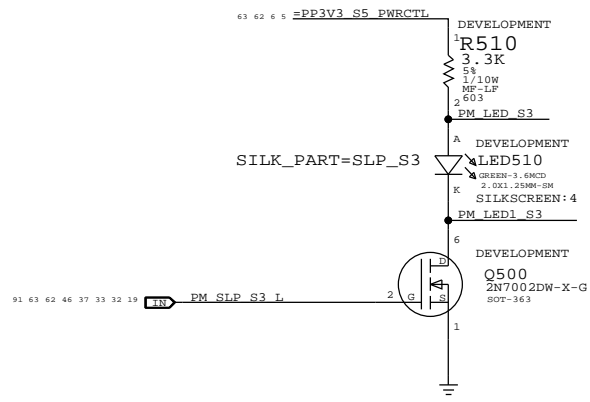 63 62 6 5 =PP3V3_S5_PWRCTL
DEVELOPMENT
1
R510
3.3K
5%
1/10W
MF-LF
603
2
PM_LED_S3
A
DEVELOPMENT
SILK_PART=SLP_S3
LED510
GREEN-3.6MCD
2.0X1.25MM-SM
K
SILKSCREEN:4
PM_LED1_S3
6
DEVELOPMENT
D
Q500
2N7002DW-X-G
SOT-363
91 63 62 46 37 33 32 19 IN PM_SLP_S3_L 2 G S
1